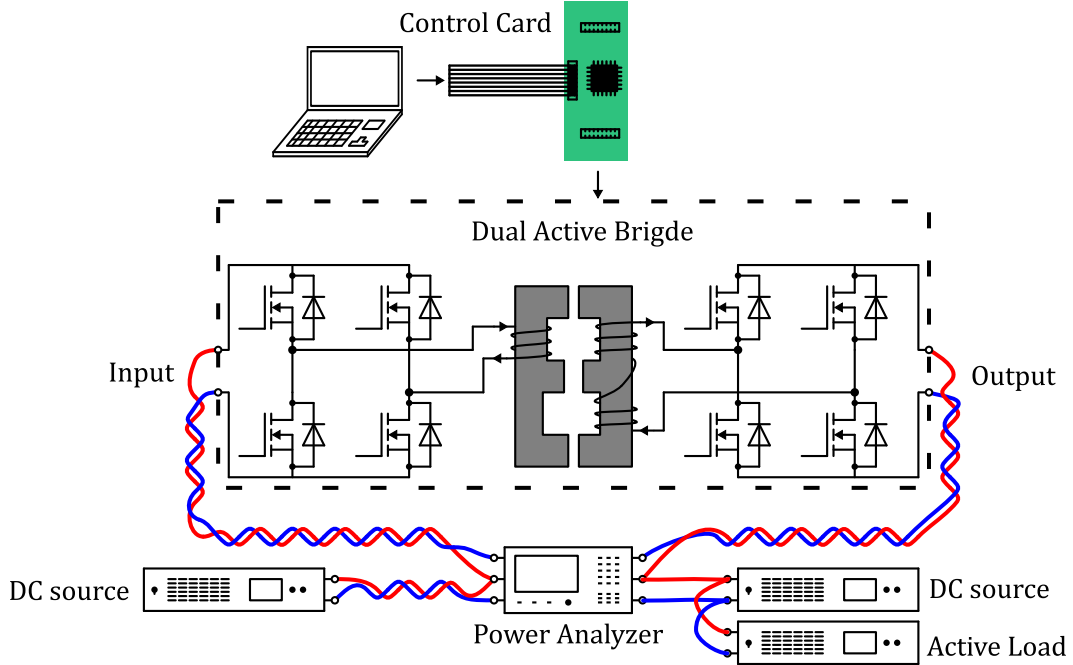 Control Card
Dual Active Brigde
Input
Output
DC source
Power Analyzer
DC source
Active Load